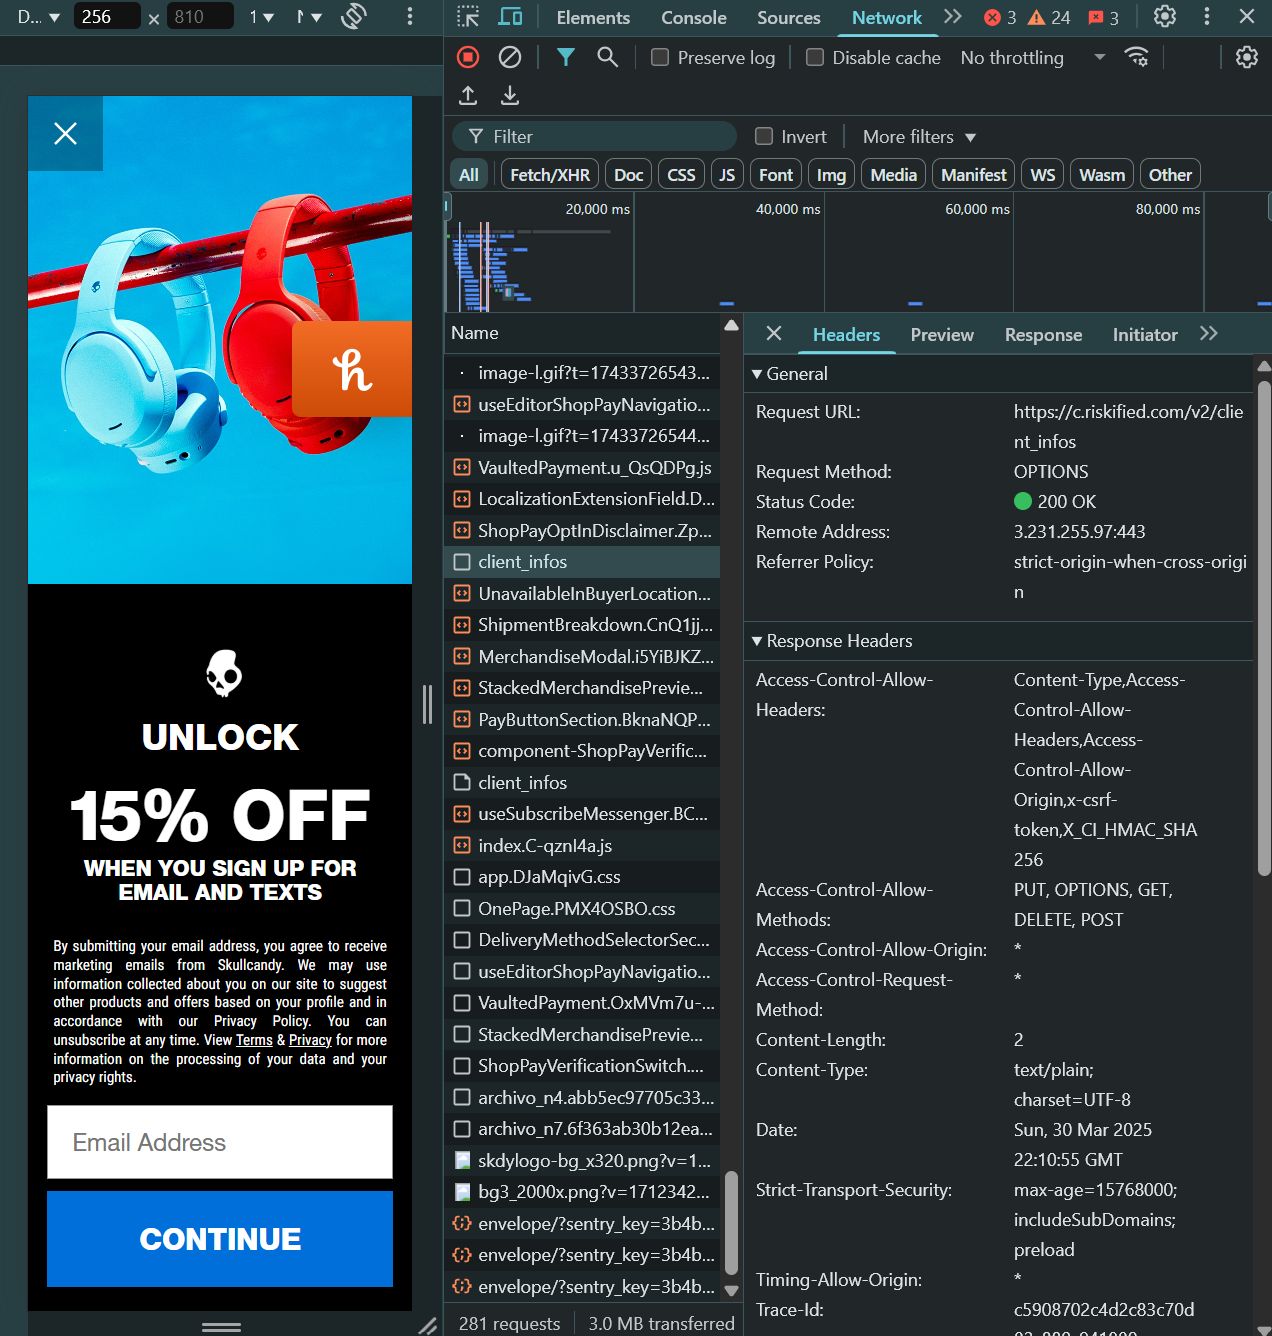 D...
256
×
810
1
Elements
Console
Sources
Network
3
24
3
Preserve log
Disable cache
No throttling
Filter
Invert
More filters
All
Fetch/XHR
Doc
CSS
JS
Font
Img
Media
Manifest
WS
Wasm
Other
20,000 ms
40,000 ms
60,000 ms
80,000 ms
UNLOCK
15% OFF
WHEN YOU SIGN UP FOR
EMAIL AND TEXTS
By submitting your email address, you agree to receive
marketing emails from Skullcandy. We may use
information collected about you on our site to suggest
other products and offers based on your profile and in
accordance with our Privacy Policy. You can
unsubscribe at any time. View Terms & Privacy for more
information on the processing of your data and your
privacy rights.
Email Address
CONTINUE
Name
image-l.gif?t=17433726543...
useEditorShopPayNavigatio...
image-l.gif?t=17433726544...
VaultedPayment.u_QsQDPg.js
LocalizationExtensionField.D...
ShopPayOptInDisclaimer.Zp...
client_infos
UnavailableInBuyerLocation...
ShipmentBreakdown.CnQ1jj...
MerchandiseModal.i5YiBJKZ...
StackedMerchandisePrevie...
PayButtonSection.BknaNQP...
component-ShopPayVerific...
client_infos
useSubscribeMessenger.BC...
index.C-qznI4a.js
app.DJaMqivG.css
OnePage.PMX4OSBO.css
DeliveryMethodSelectorSec...
useEditorShopPayNavigatio...
VaultedPayment.OxMVm7u-...
StackedMerchandisePrevie...
ShopPayVerificationSwitch....
archivo_n4.abb5ec97705c33...
archivo_n7.6f363ab30b12ea...
skdylogo-bg_x320.png?v=1...
bg3_2000x.png?v=1712342...
envelope/?sentry_key=3b4b...
envelope/?sentry_key=3b4b...
envelope/?sentry_key=3b4b...
281 requests
3.0 MB transferred
Headers
Preview
Response
Initiator
General
Request URL:
https://c.riskified.com/v2/clie
nt_infos
Request Method:
OPTIONS
Status Code:
200 OK
Remote Address:
3.231.255.97:443
Referrer Policy:
strict-origin-when-cross-origi
n
Response Headers
Access-Control-Allow-
Headers:
Content-Type,Access-
Control-Allow-
Headers,Access-
Control-Allow-
Origin,x-csrf-
token,X_CI_HMAC_SHA
256
Access-Control-Allow-
Methods:
PUT, OPTIONS, GET,
DELETE, POST
Access-Control-Allow-Origin:
*
Access-Control-Request-
Method:
*
Content-Length:
2
Content-Type:
text/plain;
charset=UTF-8
Date:
Sun, 30 Mar 2025
22:10:55 GMT
Strict-Transport-Security:
max-age=15768000;
includeSubDomains;
preload
Timing-Allow-Origin:
*
Trace-Id:
c5908702c4d2c83c70d